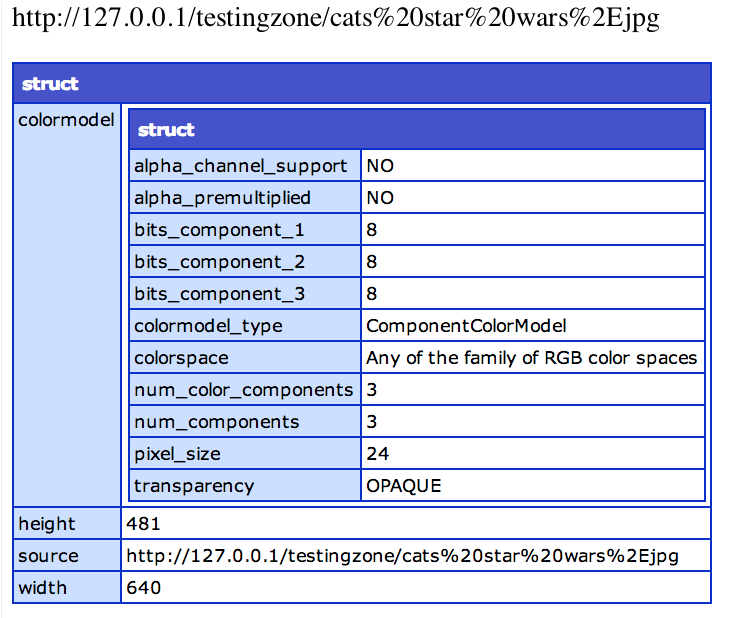 http://127.0.0.1/testingzone/cats%20star%20wars%2Ejpg
struct
colormodel
struct
alpha_channel_support NO
alpha_premultiplied NO
bits_component_1 8
bits_component_2 8
bits_component_3 8
colormodel_type ComponentColorModel
colorspace Any of the family of RGB color spaces
num_color_components 3
num_components 3
pixel_size 24
transparency OPAQUE
height 481
source http://127.0.0.1/testingzone/cats%20star%20wars%2Ejpg
width 640